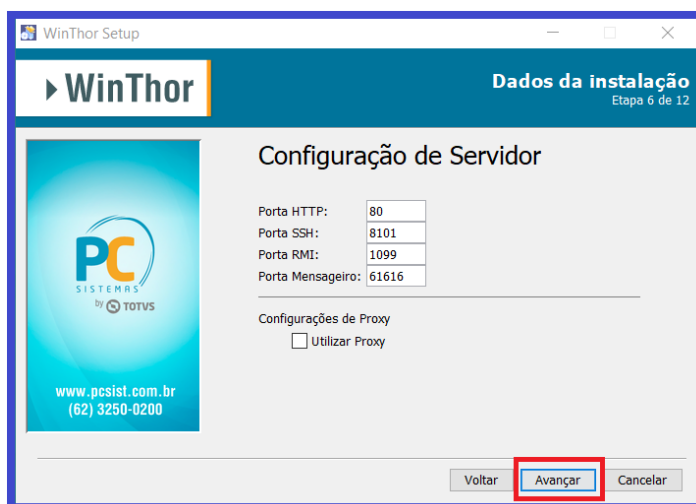 WinThor Setup
WinThor
Dados da instalação
Etapa 6 de 12
PC
SISTEMAS
by TOTVS
www.pcsist.com.br
(62) 3250-0200
Configuração de Servidor
Porta HTTP: 80
Porta SSH: 8101
Porta RMI: 1099
Porta Mensageiro: 61616
Configurações de Proxy
Utilizar Proxy
Voltar Avançar Cancelar